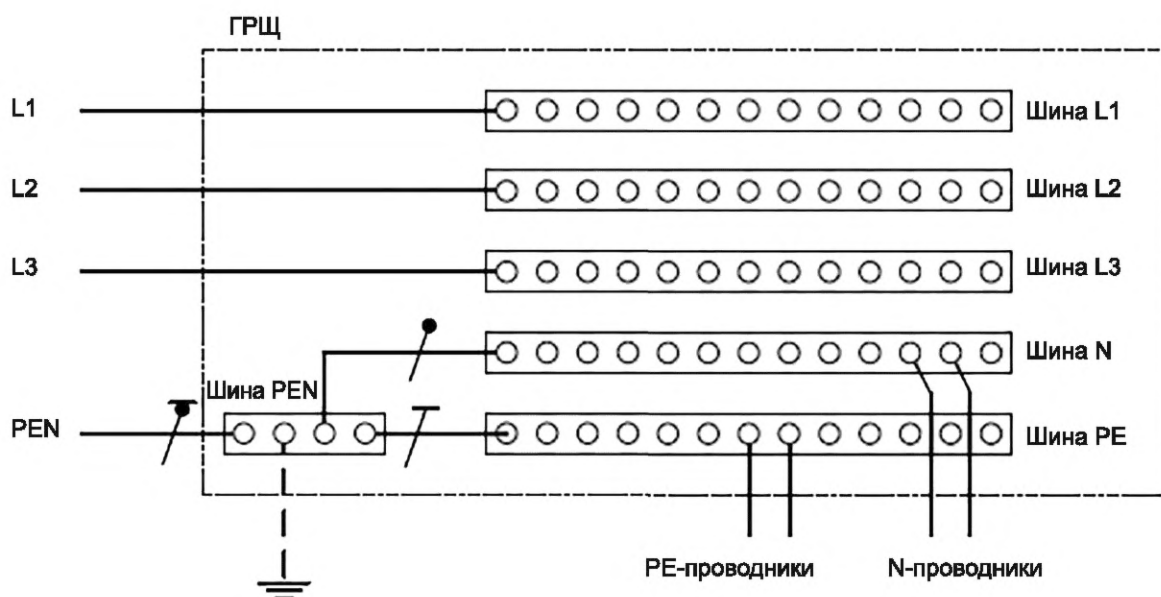 ГРЩ
L1
Шина L1
L2
Шина L2
L3
Шина L3
Шина N
Шина PEN
PEN
Шина PE
PE-проводники
N-проводники